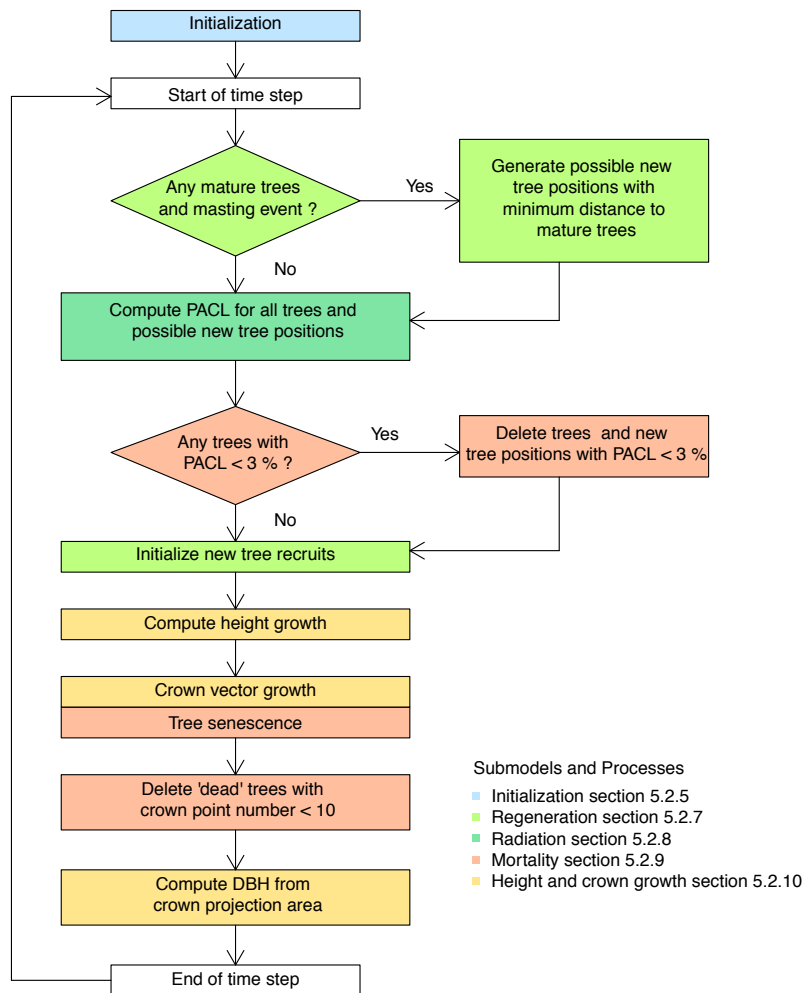 Initialization
Start of time step
Any mature trees
and masting event ?
Yes
Generate possible new
tree positions with
minimum distance to
mature trees
No
Compute PACL for all trees and
possible new tree positions
Any trees with
PACL < 3 % ?
Yes
Delete trees and new
tree positions with PACL < 3 %
No
Initialize new tree recruits
Compute height growth
Crown vector growth
Tree senescence
Delete 'dead' trees with
crown point number < 10
Compute DBH from
crown projection area
End of time step
Submodels and Processes
Initialization section 5.2.5
Regeneration section 5.2.7
Radiation section 5.2.8
Mortality section 5.2.9
Height and crown growth section 5.2.10